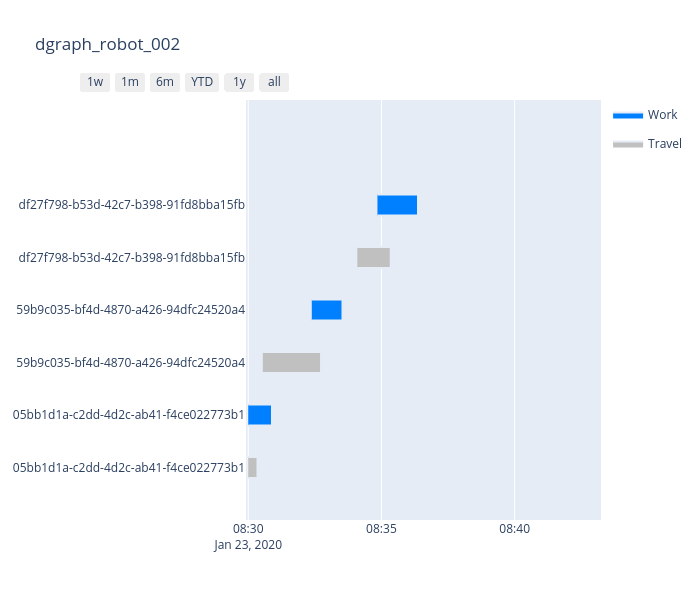 dgraph_robot_002
1w 1m 6m YTD 1y all
Work
Travel
df27f798-b53d-42c7-b398-91fd8bba15fb
df27f798-b53d-42c7-b398-91fd8bba15fb
59b9c035-bf4d-4870-a426-94dfc24520a4
59b9c035-bf4d-4870-a426-94dfc24520a4
05bb1d1a-c2dd-4d2c-ab41-f4ce022773b1
05bb1d1a-c2dd-4d2c-ab41-f4ce022773b1
08:30 08:35 08:40
Jan 23, 2020